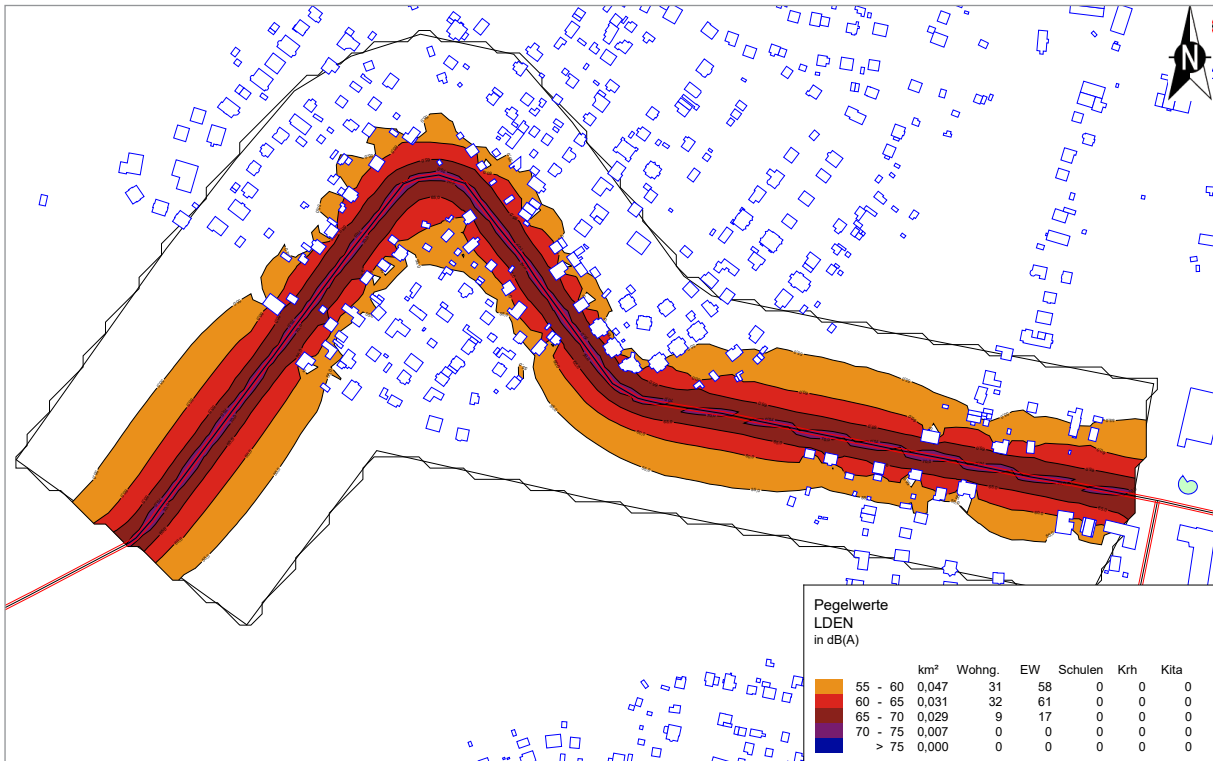 N
Pegelwerte
LDEN
in dB(A)
km² Wohng. EW Schulen Krh Kita
55 - 60 0,047 31 58 0 0 0
60 - 65 0,031 32 61 0 0 0
65 - 70 0,029 9 17 0 0 0
70 - 75 0,007 0 0 0 0 0
> 75 0,000 0 0 0 0 0